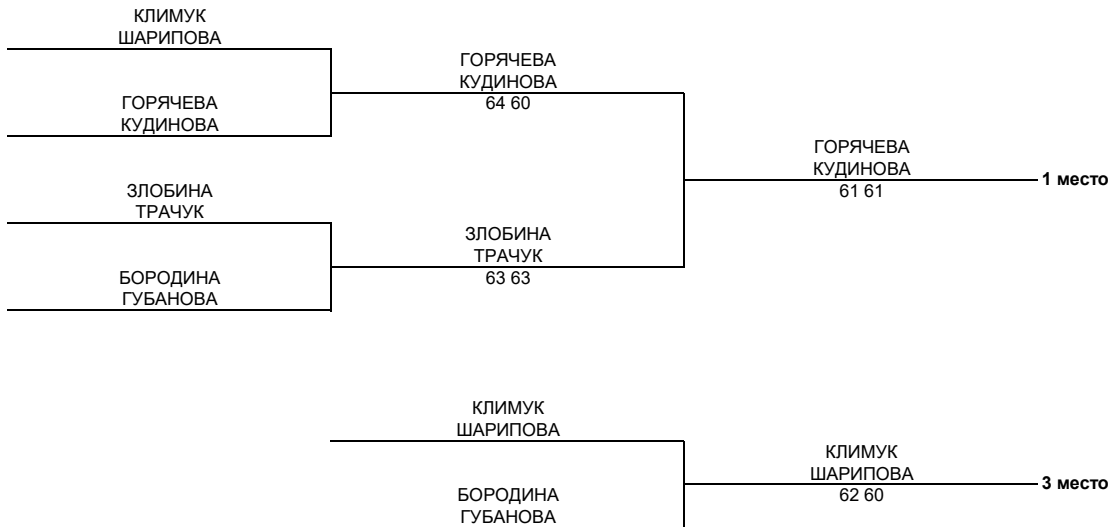 КЛИМУК
ШАРИПОВА
ГОРЯЧЕВА
КУДИНОВА
64 60
ГОРЯЧЕВА
КУДИНОВА
ГОРЯЧЕВА
КУДИНОВА
61 61
1 место
ЗЛОБИНА
ТРАЧУК
ЗЛОБИНА
ТРАЧУК
63 63
БОРОДИНА
ГУБАНОВА
КЛИМУК
ШАРИПОВА
КЛИМУК
ШАРИПОВА
62 60
3 место
БОРОДИНА
ГУБАНОВА